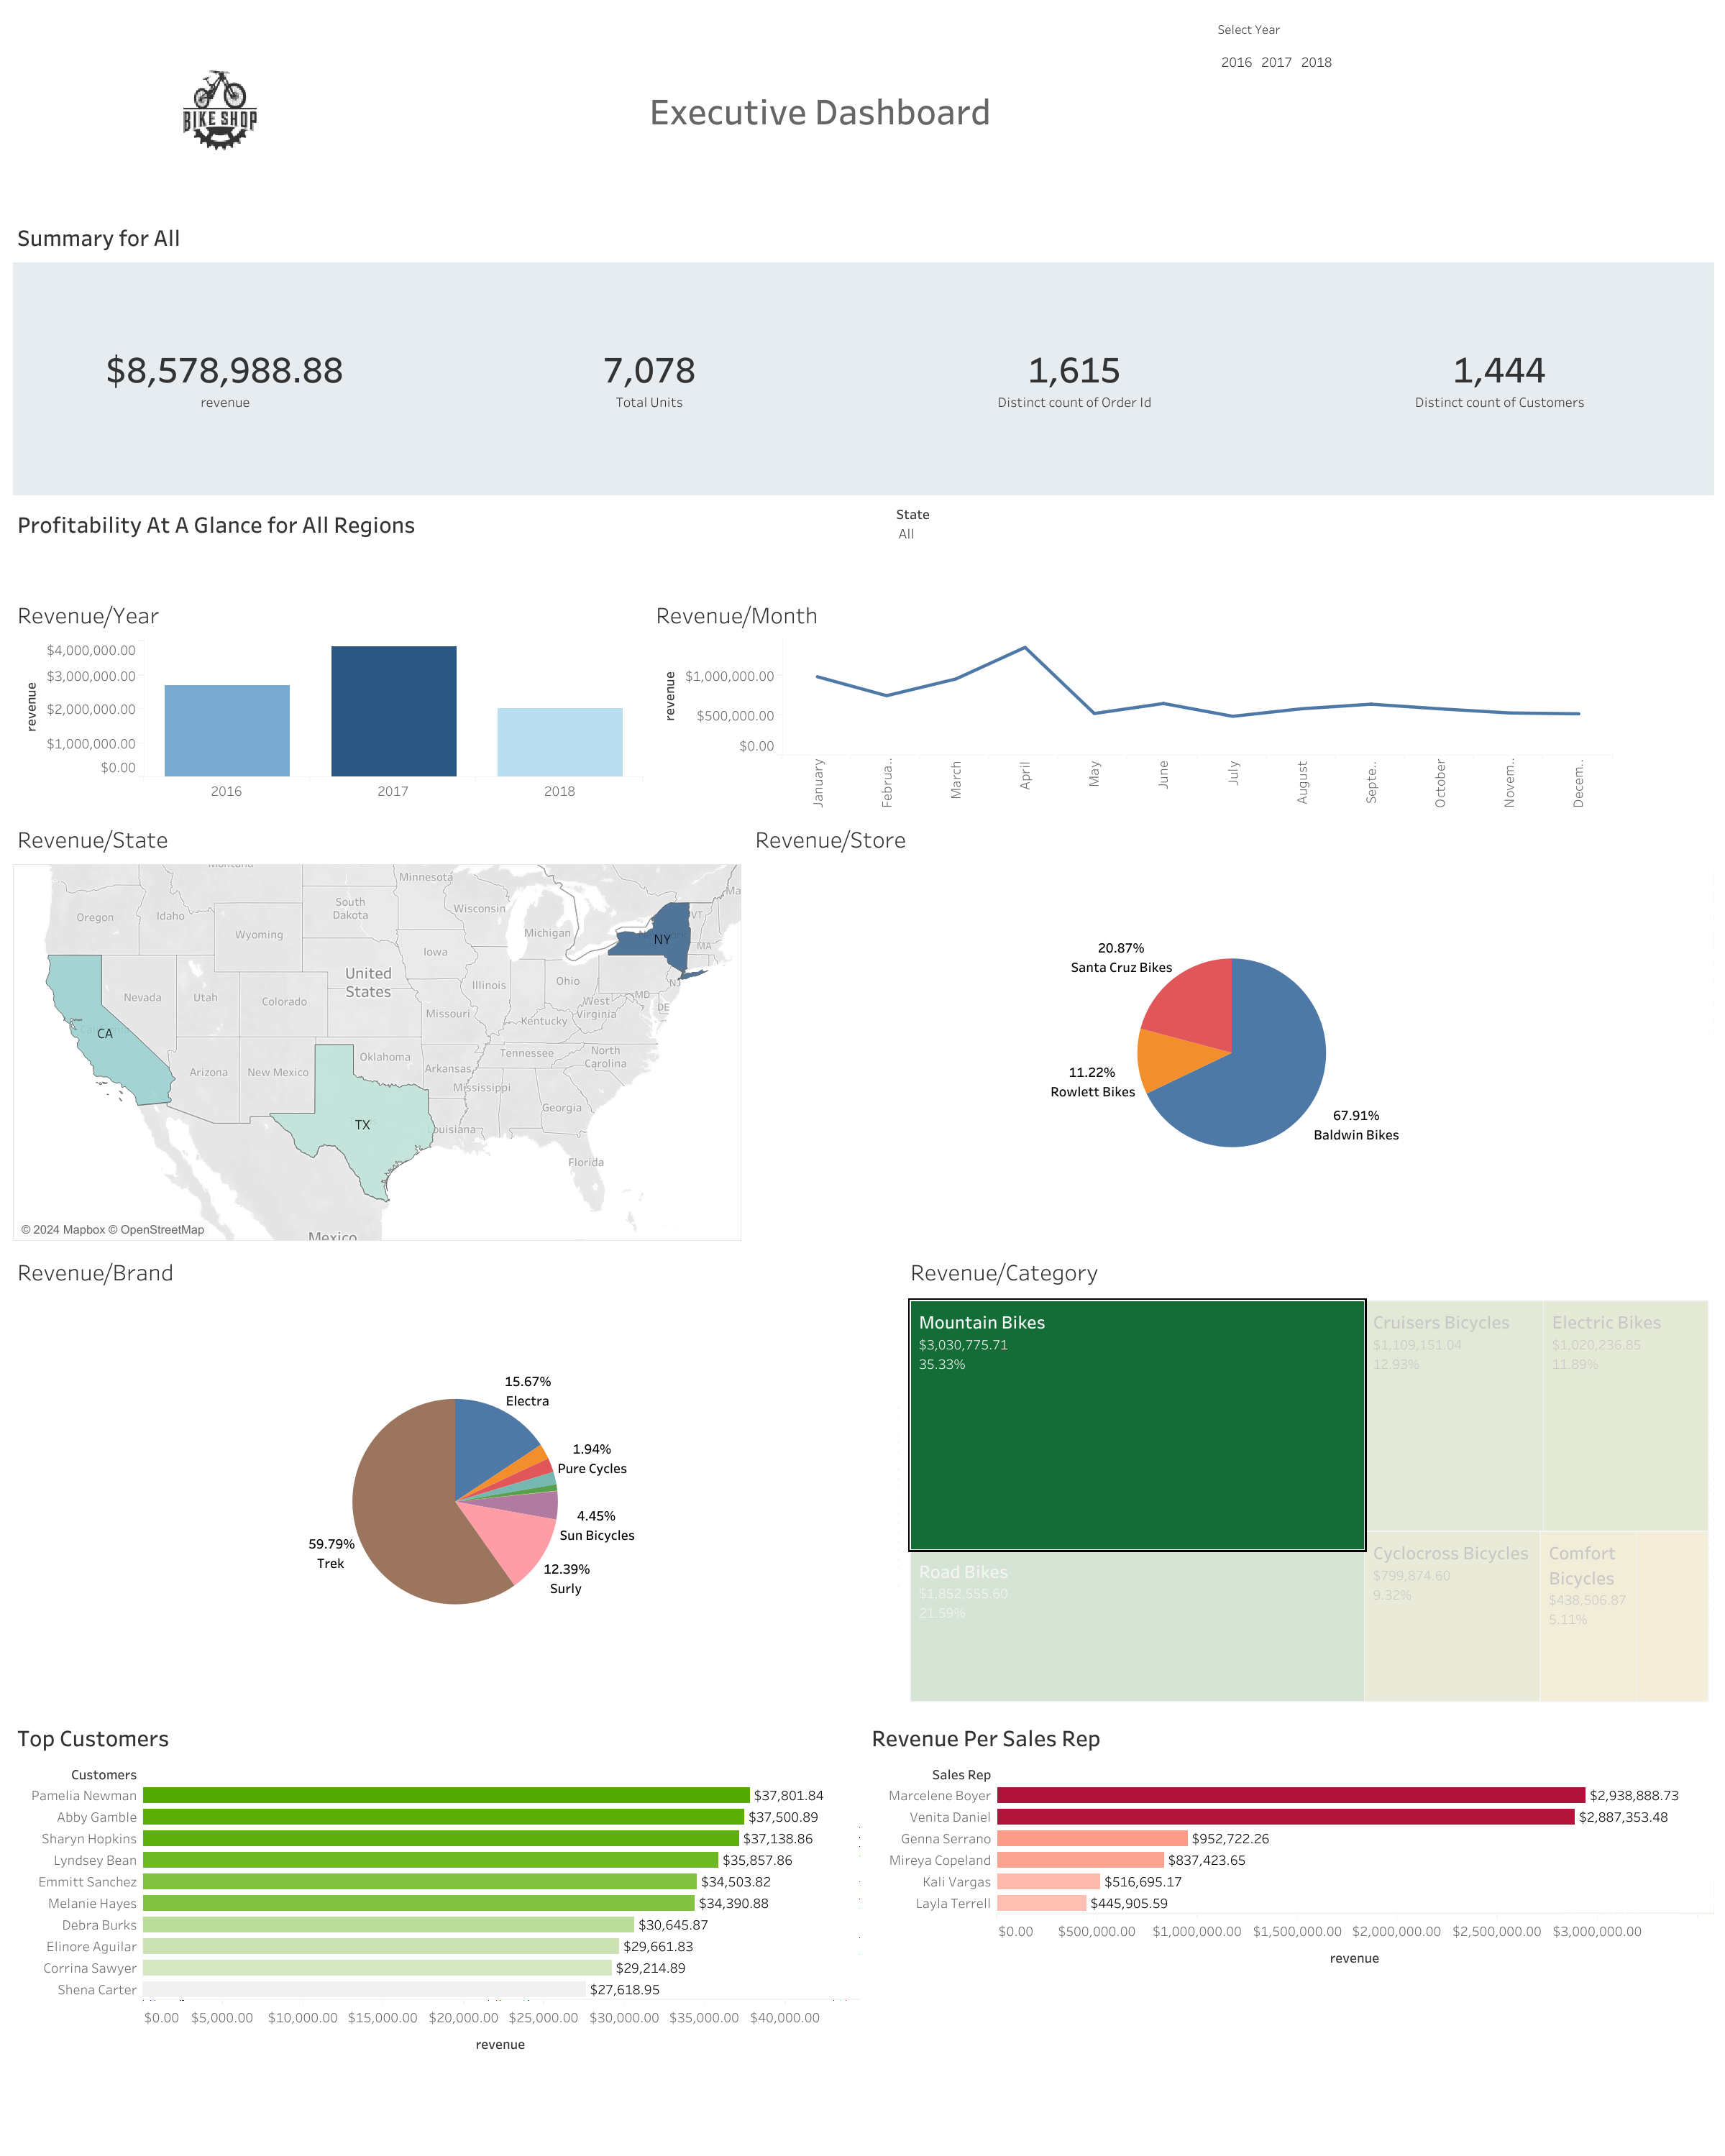 Select Year
2016 2017 2018
BIKE SHOP
Executive Dashboard
Summary for All
$8,578,988.88
revenue
7,078
Total Units
1,615
Distinct count of Order Id
1,444
Distinct count of Customers
Profitability At A Glance for All Regions
State
All
Revenue/Year
revenue
$4,000,000.00
$3,000,000.00
$2,000,000.00
$1,000,000.00
$0.00
2016
2017
2018
Revenue/Month
revenue
$1,000,000.00
$500,000.00
$0.00
January
Februa..
March
April
May
June
July
August
Septe..
October
Novem..
Decem..
Revenue/State
Montana
Minnesota
Ma
Oregon
Idaho
South
Dakota
Wisconsin
VT
Wyoming
Michigan
NY
MA
Iowa
United
States
Nevada
Utah
Colorado
Illinois
Ohio
NJ
MD
West
Virginia
DE
Missouri
Kentucky
CA
Oklahoma
Tennessee
North
Carolina
Arizona
New Mexico
Arkansas
Mississippi
Georgia
TX
Louisiana
Florida
Mexico
© 2024 Mapbox © OpenStreetMap
Revenue/Store
20.87%
Santa Cruz Bikes
11.22%
Rowlett Bikes
67.91%
Baldwin Bikes
Revenue/Brand
15.67%
Electra
1.94%
Pure Cycles
4.45%
Sun Bicycles
12.39%
Surly
59.79%
Trek
Revenue/Category
Mountain Bikes
$3,030,775.71
35.33%
Cruisers Bicycles
$1,109,151.04
12.93%
Electric Bikes
$1,020,236.85
11.89%
Road Bikes
$1,852,555.60
21.59%
Cyclocross Bicycles
$799,874.60
9.32%
Comfort
Bicycles
$438,506.87
5.11%
Top Customers
Customers
Pamelia Newman $37,801.84
Abby Gamble $37,500.89
Sharyn Hopkins $37,138.86
Lyndsey Bean $35,857.86
Emmitt Sanchez $34,503.82
Melanie Hayes $34,390.88
Debra Burks $30,645.87
Elinore Aguilar $29,661.83
Corrina Sawyer $29,214.89
Shena Carter $27,618.95
$0.00 $5,000.00 $10,000.00 $15,000.00 $20,000.00 $25,000.00 $30,000.00 $35,000.00 $40,000.00
revenue
Revenue Per Sales Rep
Sales Rep
Marcelene Boyer $2,938,888.73
Venita Daniel $2,887,353.48
Genna Serrano $952,722.26
Mireya Copeland $837,423.65
Kali Vargas $516,695.17
Layla Terrell $445,905.59
$0.00 $500,000.00 $1,000,000.00 $1,500,000.00 $2,000,000.00 $2,500,000.00 $3,000,000.00
revenue